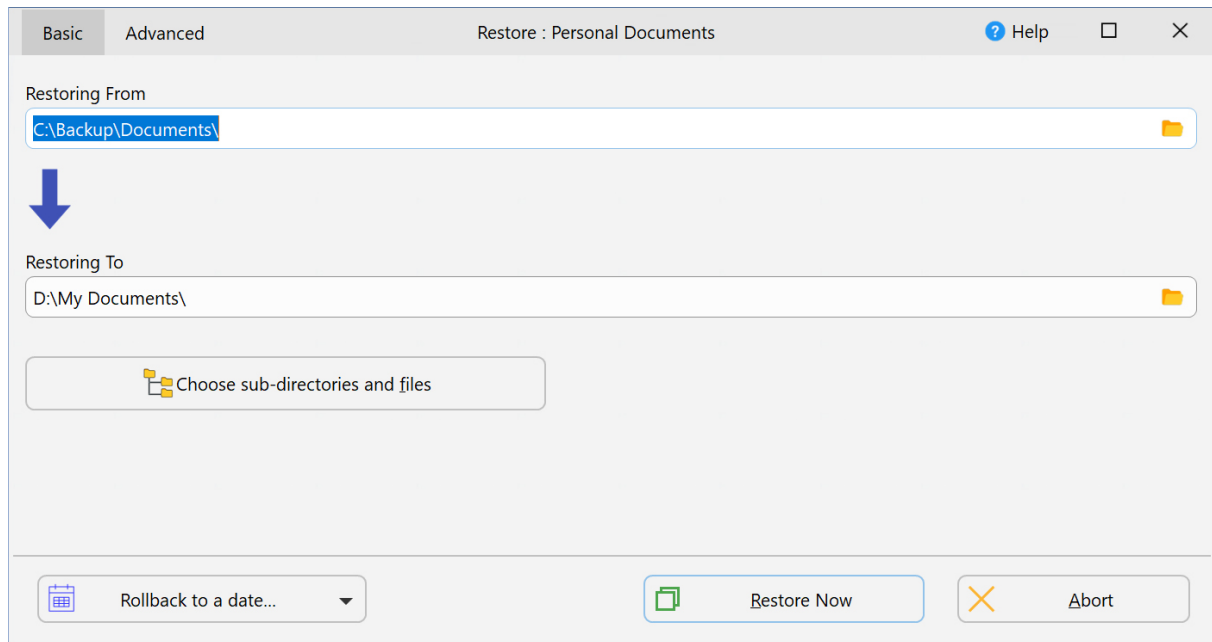 Basic Advanced Restore : Personal Documents ? Help
Restoring From
C:\Backup\Documents\
Restoring To
D:\My Documents\
Choose sub-directories and files
Rollback to a date... Restore Now Abort